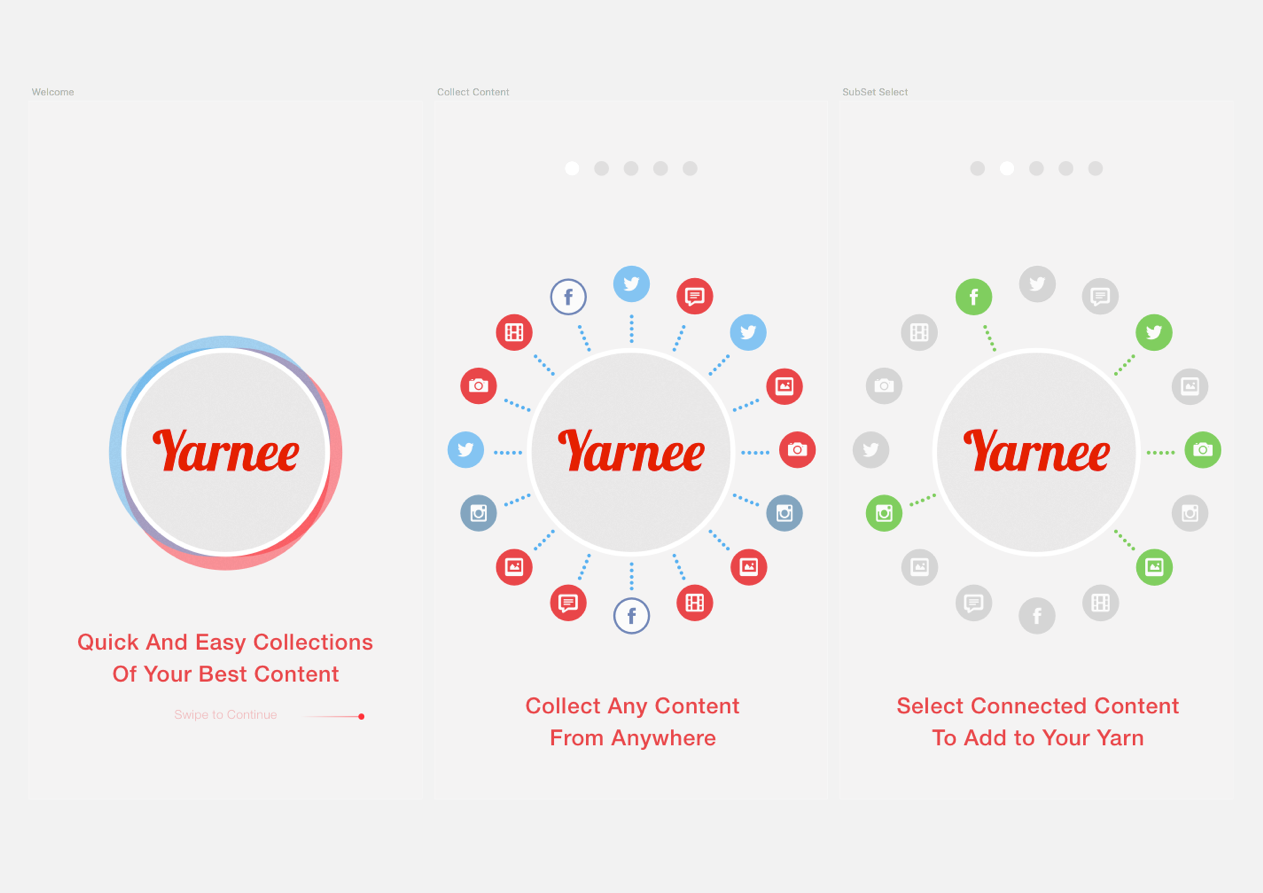 Welcome
Yarnee
Quick And Easy Collections
Of Your Best Content
Swipe to Continue
Collect Content
Yarnee
Collect Any Content
From Anywhere
SubSet Select
Yarnee
Select Connected Content
To Add to Your Yarn